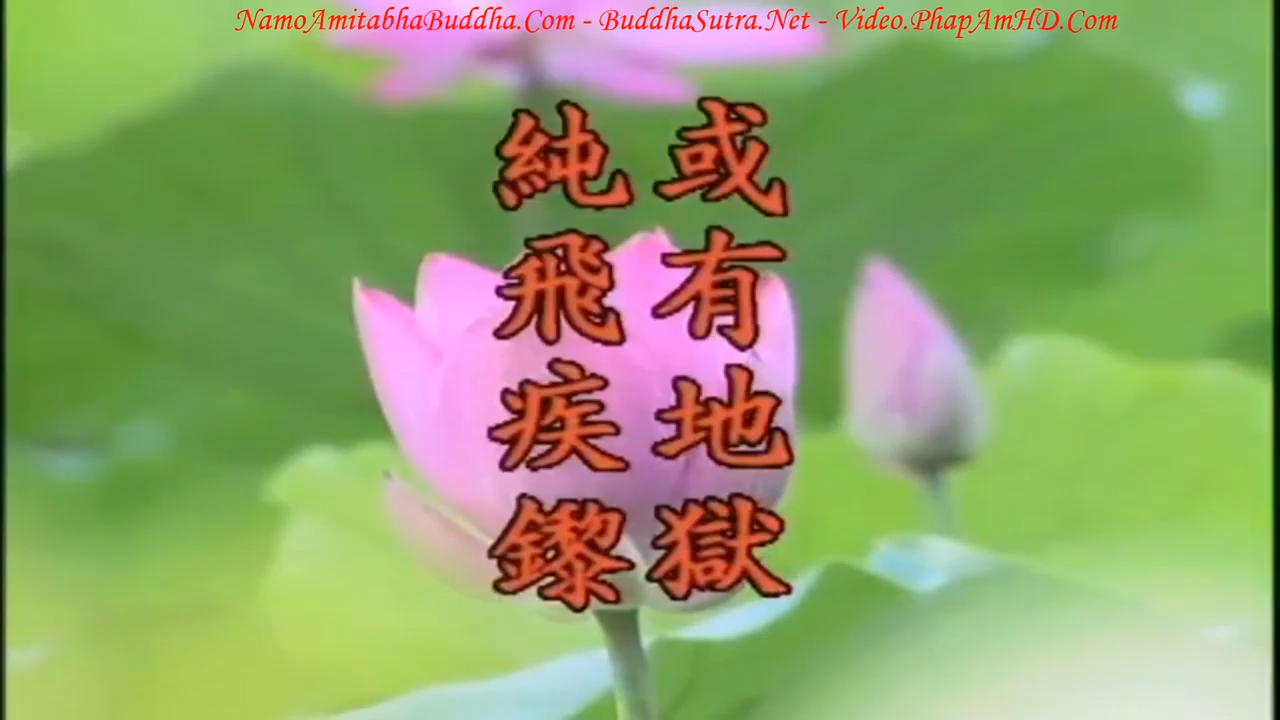 NamoAmitabhaBuddha.Com - BuddhaSutra.Net - Video.PhapAmHD.Com
或有地獄
純飛疾鑗